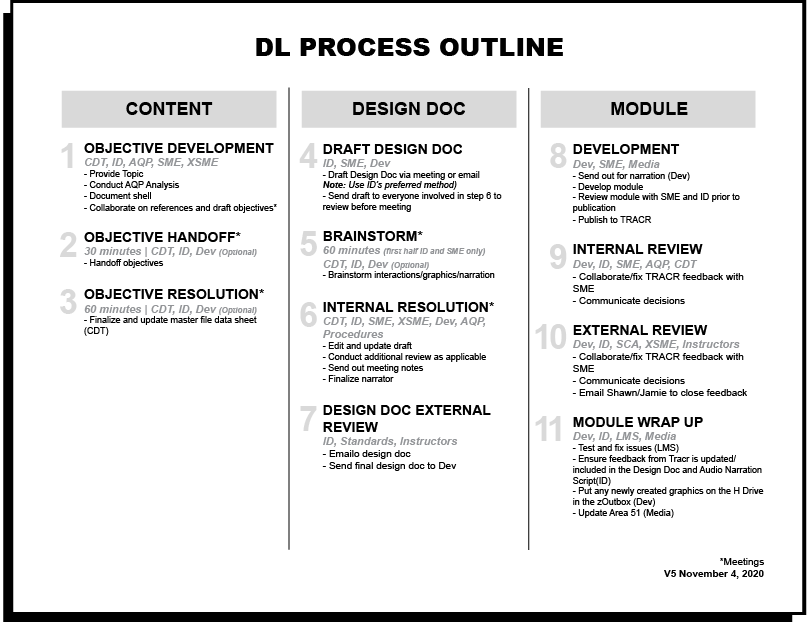 DL PROCESS OUTLINE
CONTENT
1
OBJECTIVE DEVELOPMENT
CDT, ID, AQP, SME, XSME
- Provide Topic
- Conduct AQP Analysis
- Document shell
- Collaborate on references and draft objectives*
2
OBJECTIVE HANDOFF*
30 minutes | CDT, ID, Dev (Optional)
- Handoff objectives
3
OBJECTIVE RESOLUTION*
60 minutes | CDT, ID, Dev (Optional)
- Finalize and update master file data sheet
(CDT)
DESIGN DOC
4
DRAFT DESIGN DOC
ID, SME, Dev
- Draft Design Doc via meeting or email
Note: Use ID's preferred method)
- Send draft to everyone involved in step 6 to
review before meeting
5
BRAINSTORM*
60 minutes (first half ID and SME only)
CDT, ID, Dev (Optional)
- Brainstorm interactions/graphics/narration
6
INTERNAL RESOLUTION*
CDT, ID, SME, XSME, Dev, AQP,
Procedures
- Edit and update draft
- Conduct additional review as applicable
- Send out meeting notes
- Finalize narrator
7
DESIGN DOC EXTERNAL
REVIEW
ID, Standards, Instructors
- Emailo design doc
- Send final design doc to Dev
MODULE
8
DEVELOPMENT
Dev, SME, Media
- Send out for narration (Dev)
- Develop module
- Review module with SME and ID prior to
publication
- Publish to TRACR
9
INTERNAL REVIEW
Dev, ID, SME, AQP, CDT
- Collaborate/fix TRACR feedback with
SME
- Communicate decisions
10
EXTERNAL REVIEW
Dev, ID, SCA, XSME, Instructors
- Collaborate/fix TRACR feedback with
SME
- Communicate decisions
- Email Shawn/Jamie to close feedback
11
MODULE WRAP UP
Dev, ID, LMS, Media
- Test and fix issues (LMS)
- Ensure feedback from Tracr is updated/
included in the Design Doc and Audio Narration
Script(ID)
- Put any newly created graphics on the H Drive
in the zOutbox (Dev)
- Update Area 51 (Media)
*Meetings
V5 November 4, 2020